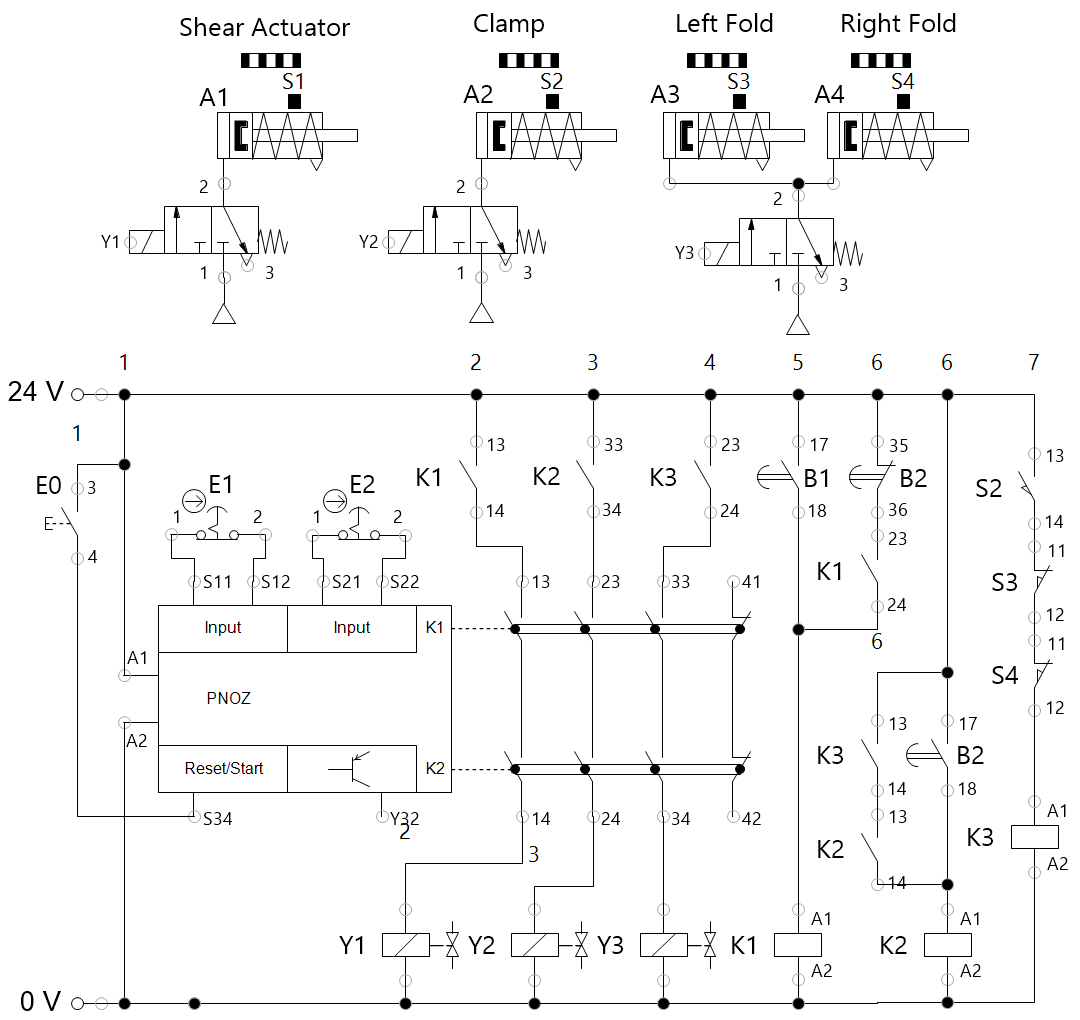 Shear Actuator Clamp Left Fold Right Fold
S1 S2 S3 S4
A1 A2 A3 A4
2 2 2
Y1 Y2 Y3
1 3 1 3 1 3
1 2 3 4 5 6 6 7
24 V
1 13 33 23 17 35 13
E0 3 E1 E2 K1 K2 K3 B1 B2 S2
E 1 2 1 2 14 34 24 18 36 14
4 23 11
S11 S12 S21 S22 13 23 33 41 K1 S3
24 12
Input Input K1 6 11
A1 S4
PNOZ 12
A2 13 17
Reset/Start K2 K3 B2
14 18
S34 Y32 14 24 34 42 13
2 K2
3 14 K3 A1
A2
Y1 Y2 Y3 K1 A1 K2 A1
A2 A2
0 V